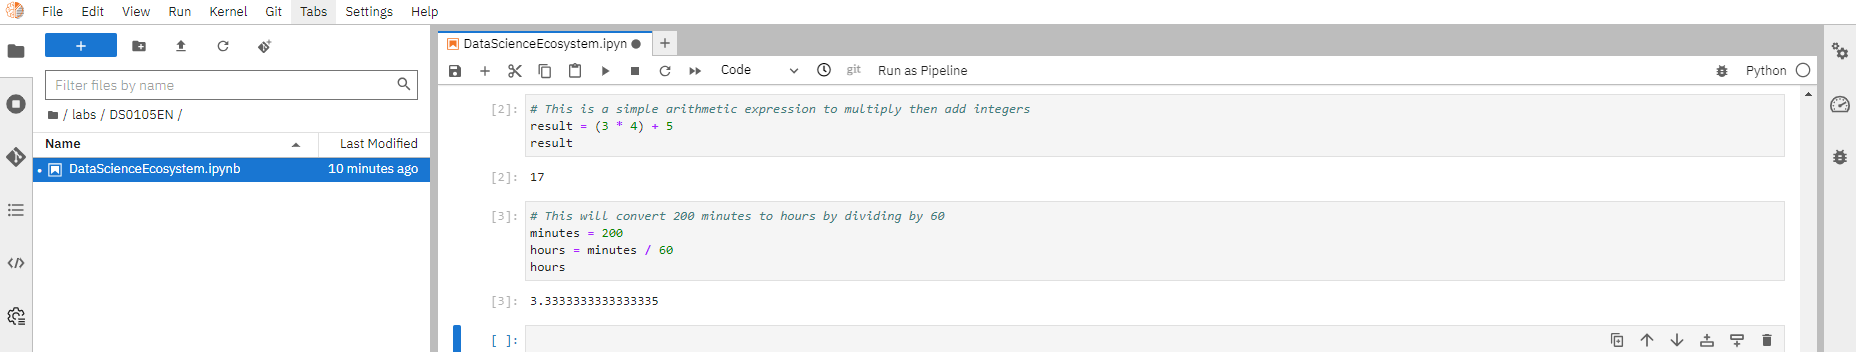 File Edit View Run Kernel Git Tabs Settings Help
+
Filter files by name
/ labs / DS0105EN /
Name Last Modified
DataScienceEcosystem.ipynb 10 minutes ago
DataScienceEcosystem.ipyn
Code git Run as Pipeline Python
[2]: # This is a simple arithmetic expression to multiply then add integers
result = (3 * 4) + 5
result
[2]: 17
[3]: # This will convert 200 minutes to hours by dividing by 60
minutes = 200
hours = minutes / 60
hours
[3]: 3.3333333333333335
[ ]: